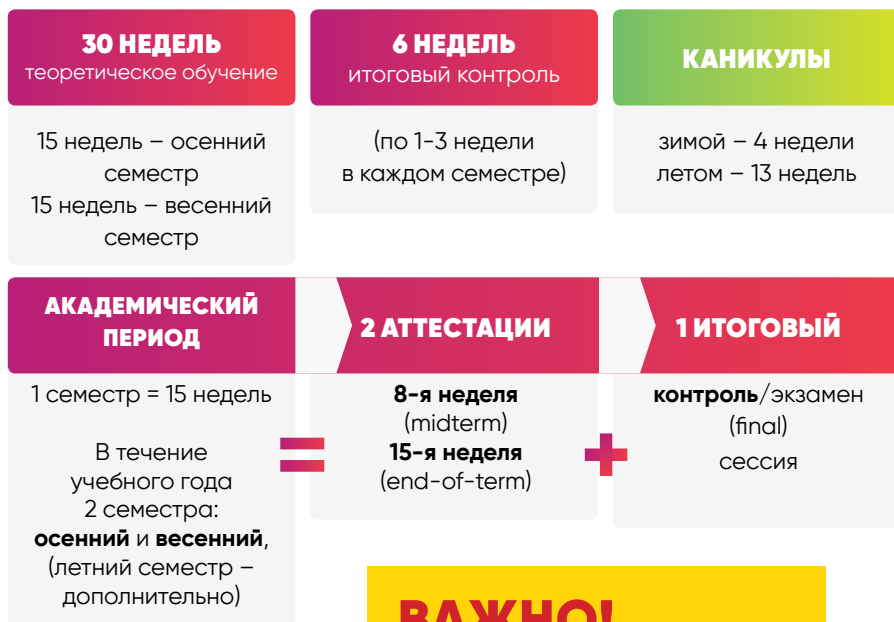 30 НЕДЕЛЬ
теоретическое обучение
15 недель – осенний
семестр
15 недель – весенний
семестр
6 НЕДЕЛЬ
итоговый контроль
(по 1-3 недели
в каждом семестре)
КАНИКУЛЫ
зимой – 4 недели
летом – 13 недель
АКАДЕМИЧЕСКИЙ
ПЕРИОД
1 семестр = 15 недель
В течение
учебного года
2 семестра:
осенний и весенний,
(летний семестр –
дополнительно)
=
2 АТТЕСТАЦИИ
8-я неделя
(midterm)
15-я неделя
(end-of-term)
+
1 ИТОГОВЫЙ
контроль/экзамен
(final)
сессия
ВАЖНО!